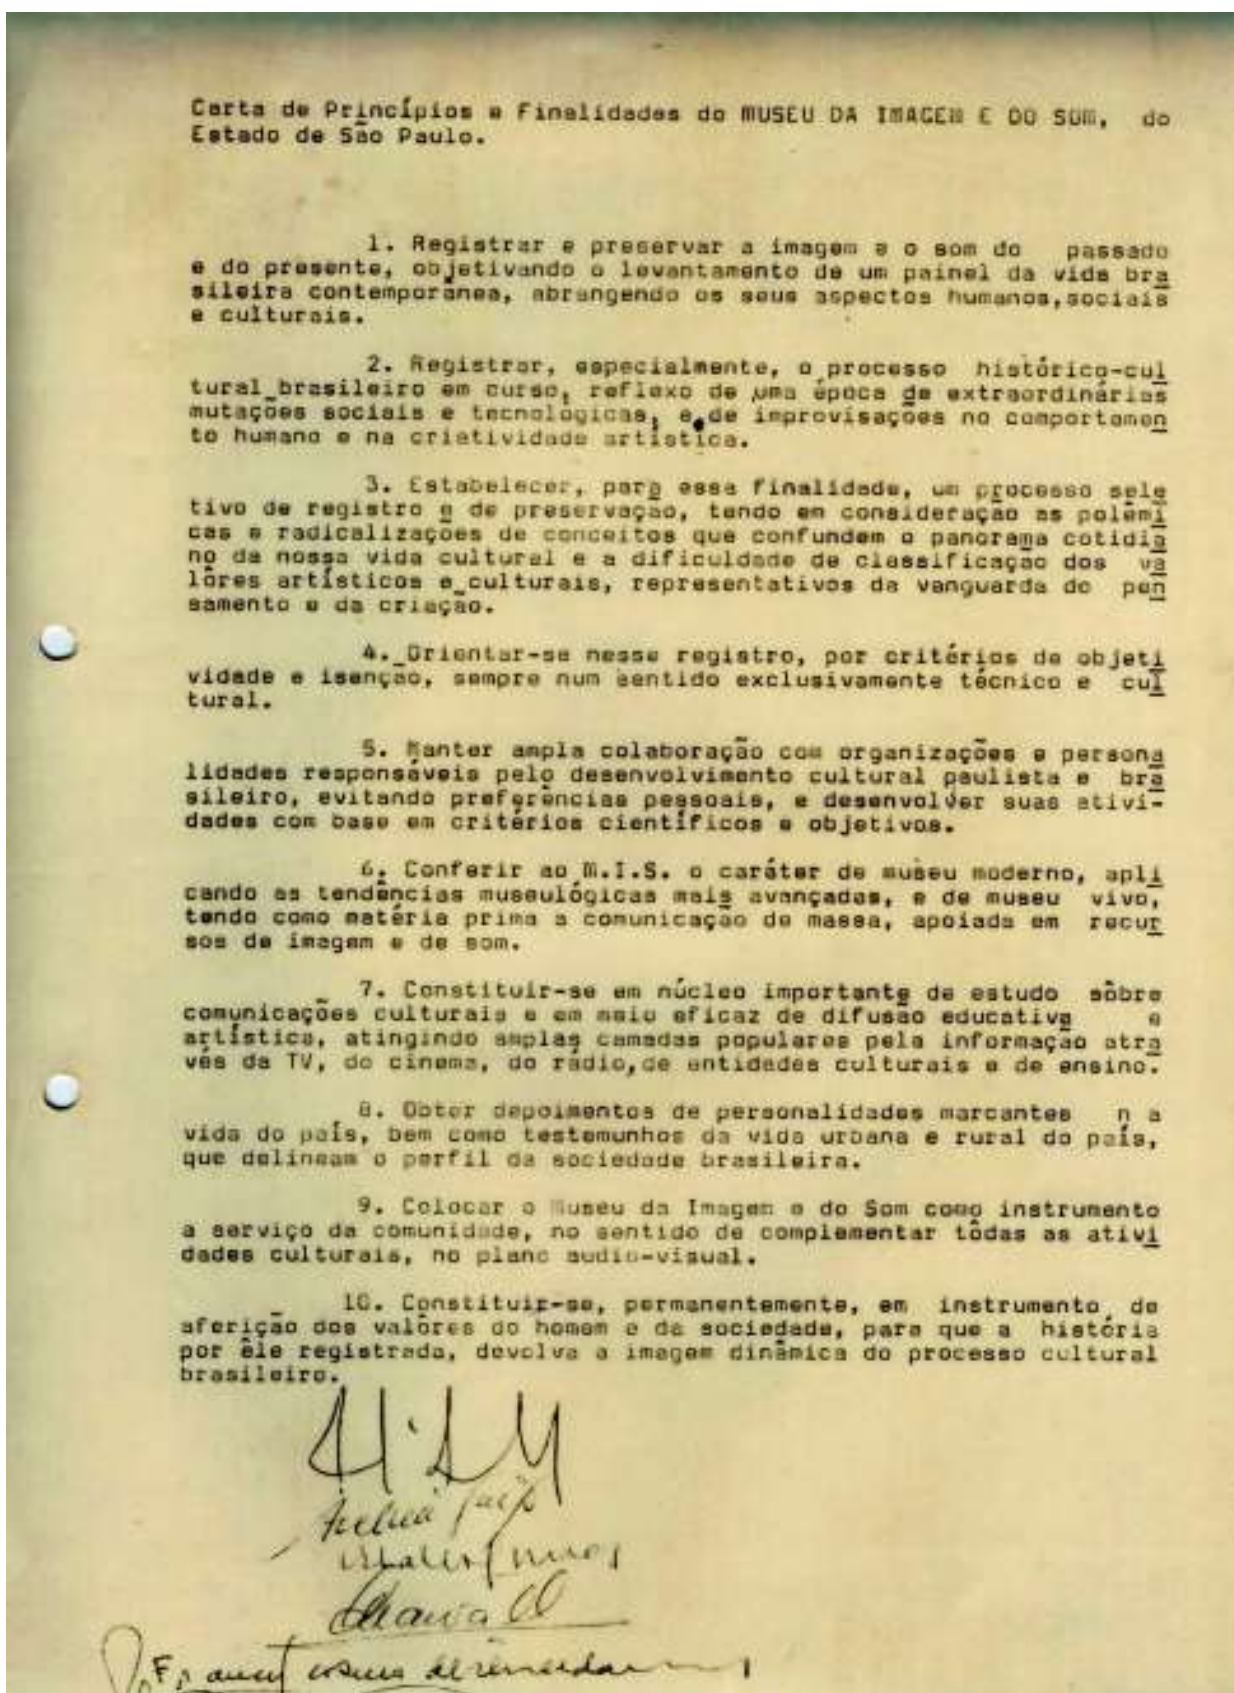 Carta de Princípios e Finalidades do MUSEU DA IMAGEM E DO SOM, do
Estado de São Paulo.
1. Registrar e preservar a imagem e o som do passado
e do presente, objetivando o levantamento de um painel da vida bra
sileira contemporânea, abrangendo os seus aspectos humanos, sociais
e culturais.
2. Registrar, especialmente, o processo histórico-cul
tural brasileiro em curso, reflexo de uma época de extraordinárias
mutações sociais e tecnológicas, e de improvisações no comportamen
to humano e na criatividade artística.
3. Estabelecer, para essa finalidade, um processo sele
tivo de registro e de preservação, tendo em consideração as polêmi
cas e radicalizações de conceitos que confundem o panorama cotidia
no da nossa vida cultural e a dificuldade de classificação dos va
lôres artísticos e culturais, representativos da vanguarda do pen
samento e da criação.
4. Orientar-se nesse registro, por critérios de objeti
vidade e isenção, sempre num sentido exclusivamente técnico e cul
tural.
5. Manter ampla colaboração com organizações e persona
lidades responsáveis pelo desenvolvimento cultural paulista e bra
sileiro, evitando preferências pessoais, e desenvolver suas ativi-
dades com base em critérios científicos e objetivos.
6. Conferir ao M.I.S. o caráter de museu moderno, apli
cando as tendências museulógicas mais avançadas, e de museu vivo,
tendo como matéria prima a comunicação de massa, apoiada em recur
sos de imagem e de som.
7. Constituir-se em núcleo importante de estudo sôbre
comunicações culturais e em meio eficaz de difusão educativa e
artística, atingindo amplas camadas populares pela informação atra
vés da TV, do cinema, do rádio, de entidades culturais e de ensino.
8. Obter depoimentos de personalidades marcantes n a
vida do país, bem como testemunhos da vida urbana e rural do país,
que delineam o perfil da sociedade brasileira.
9. Colocar o Museu da Imagem e do Som como instrumento
a serviço da comunidade, no sentido de complementar tôdas as ativi
dades culturais, no plano audio-visual.
10. Constituir-se, permanentemente, em instrumento de
aferição dos valôres do homem e da sociedade, para que a história
por êle registrada, devolva a imagem dinâmica do processo cultural
brasileiro.